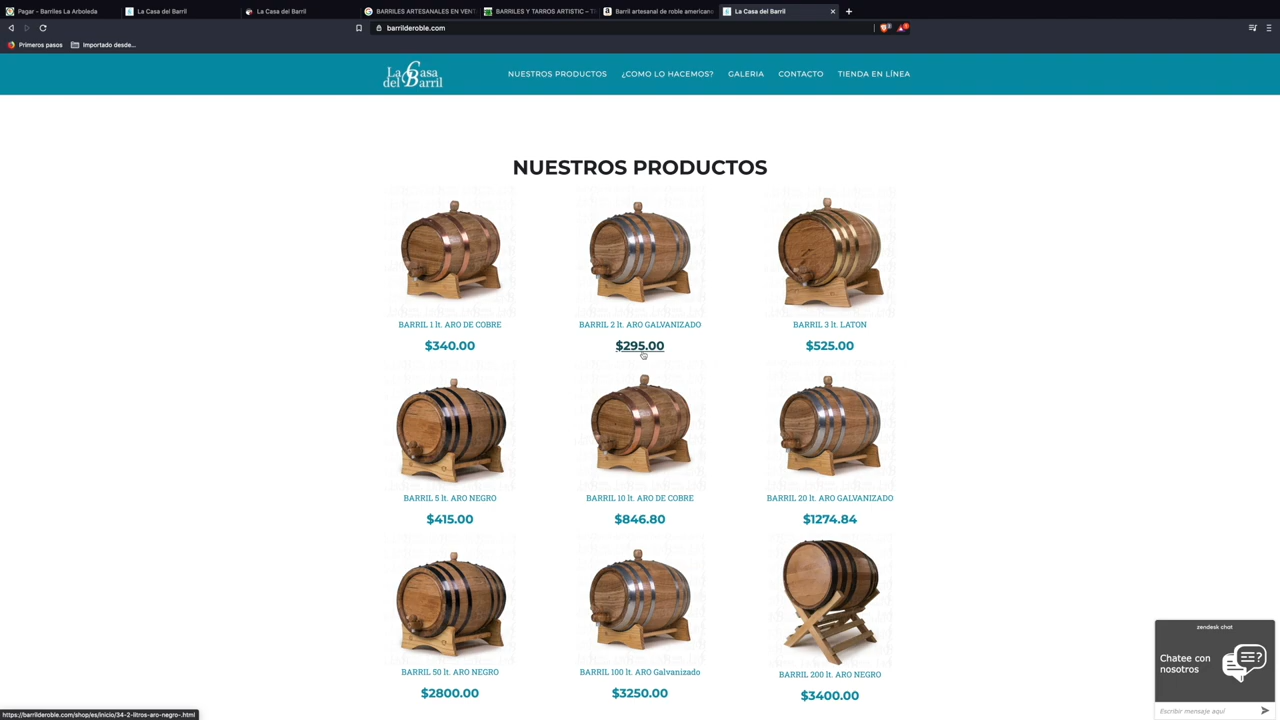 Pagar - Barriles La Arboleda
La Casa del Barril
La Casa del Barril
BARRILES ARTESANALES EN VENT
BARRILES Y TARROS ARTISTIC – T
Barril artesanal de roble american
La Casa del Barril
barrilderoble.com
Primeros pasos
Importado desde...
La Casa
del Barril
NUESTROS PRODUCTOS
¿COMO LO HACEMOS?
GALERIA
CONTACTO
TIENDA EN LÍNEA
NUESTROS PRODUCTOS
BARRIL 1 lt. ARO DE COBRE
$340.00
BARRIL 2 lt. ARO GALVANIZADO
$295.00
BARRIL 3 lt. LATON
$525.00
BARRIL 5 lt. ARO NEGRO
$415.00
BARRIL 10 lt. ARO DE COBRE
$846.80
BARRIL 20 lt. ARO GALVANIZADO
$1274.84
BARRIL 50 lt. ARO NEGRO
$2800.00
BARRIL 100 lt. ARO Galvanizado
$3250.00
BARRIL 200 lt. ARO NEGRO
$3400.00
zendesk chat
Chatee con
nosotros
Escribir mensaje aquí
https://barrilderoble.com/shop/es/inicio/34-2-litros-aro-negro-.html